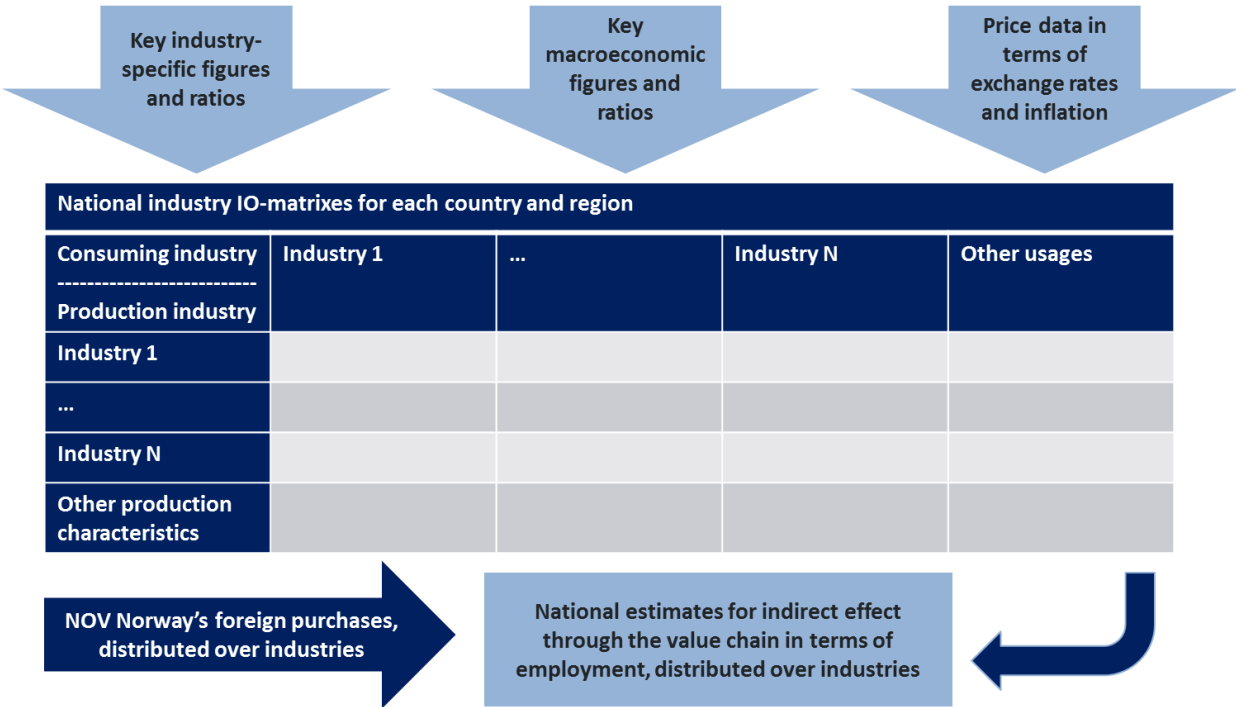 Key industry-
specific figures
and ratios
Key
macroeconomic
figures and
ratios
Price data in
terms of
exchange rates
and inflation
National industry IO-matrixes for each country and region
Consuming industry
---------------------------
Production industry
Industry 1
...
Industry N
Other usages
Industry 1
...
Industry N
Other production
characteristics
NOV Norway's foreign purchases,
distributed over industries
National estimates for indirect effect
through the value chain in terms of
employment, distributed over industries